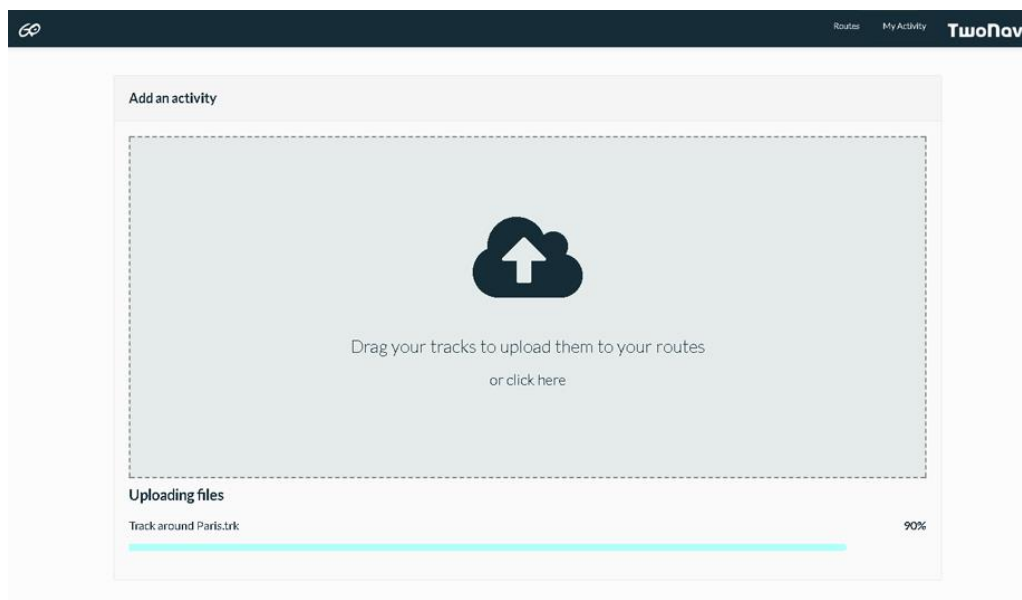 GO
Routes
My Activity
TwoNav
Add an activity
Drag your tracks to upload them to your routes
or click here
Uploading files
Track around Paris.trk
90%